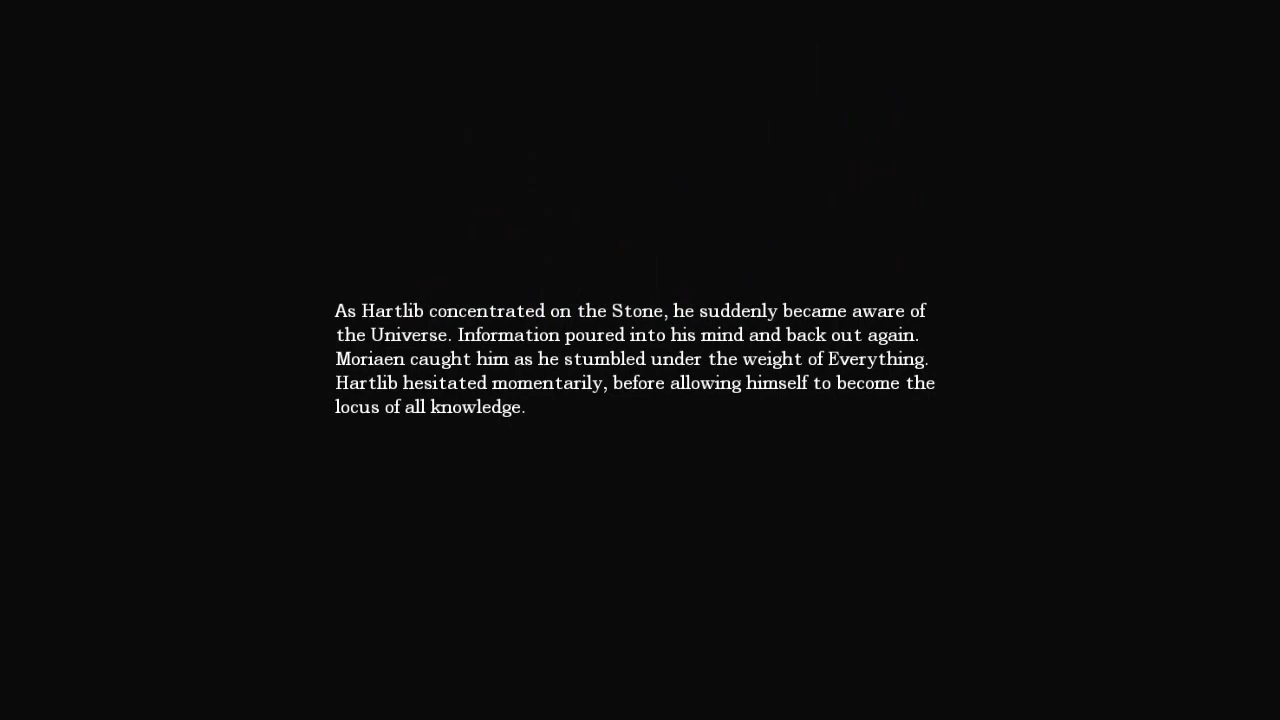 As Hartlib concentrated on the Stone, he suddenly became aware of
the Universe. Information poured into his mind and back out again.
Moriaen caught him as he stumbled under the weight of Everything.
Hartlib hesitated momentarily, before allowing himself to become the
locus of all knowledge.